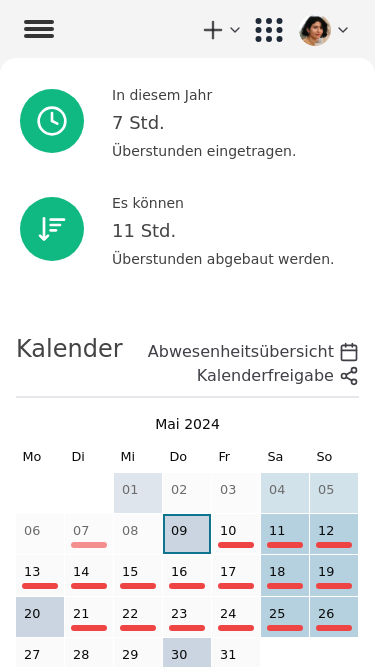 In diesem Jahr
7 Std.
Überstunden eingetragen.
Es können
11 Std.
Überstunden abgebaut werden.
Kalender
Abwesenheitsübersicht
Kalenderfreigabe
Mai 2024
Mo Di Mi Do Fr Sa So
01 02 03 04 05
06 07 08 09 10 11 12
13 14 15 16 17 18 19
20 21 22 23 24 25 26
27 28 29 30 31